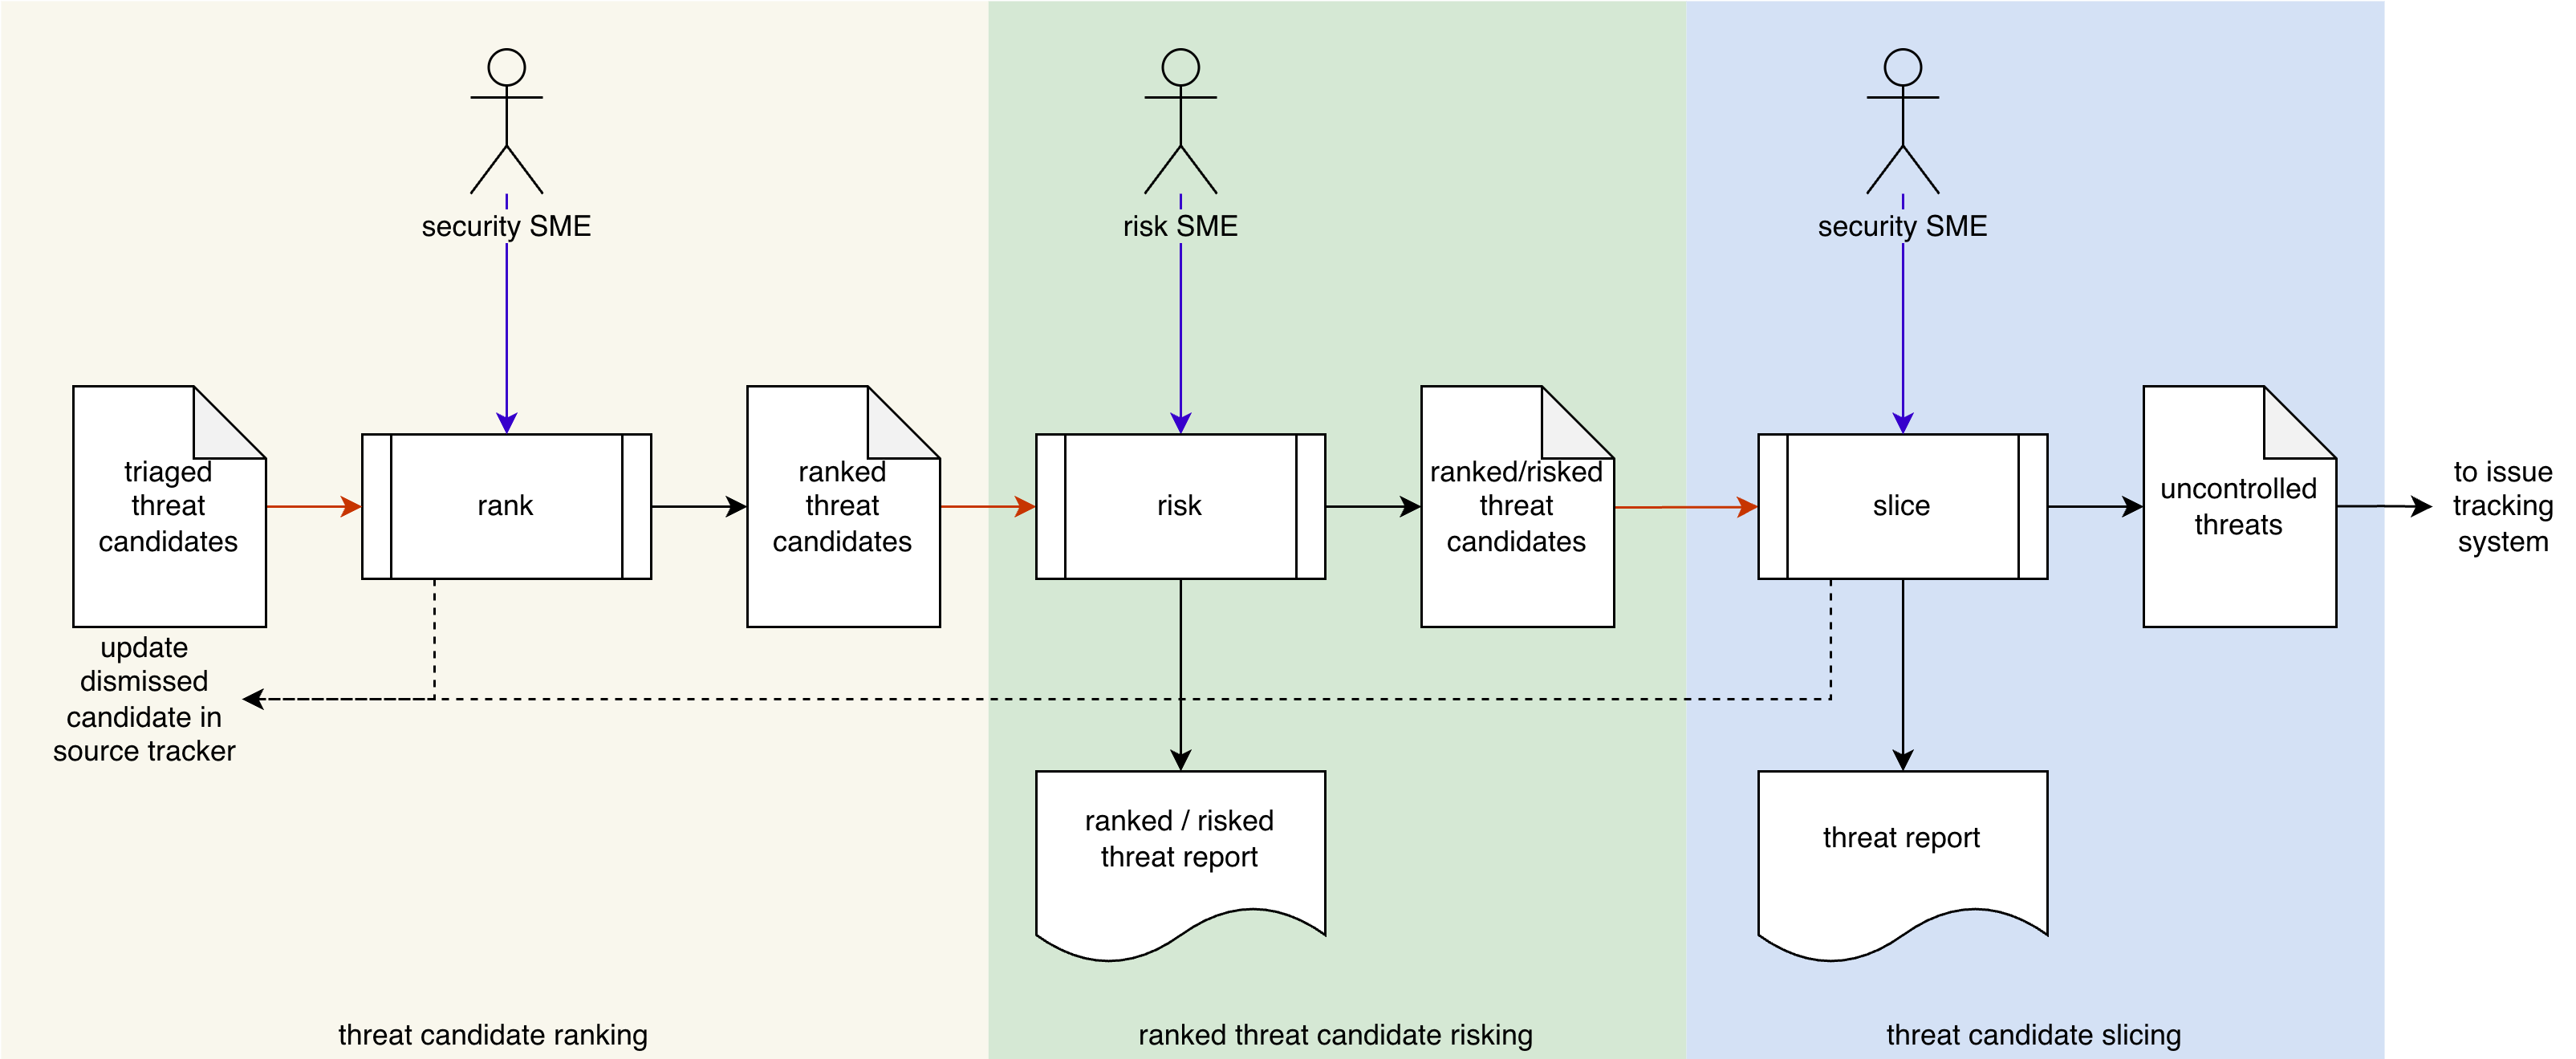 security SME
risk SME
security SME
triaged
threat
candidates
rank
ranked
threat
candidates
risk
ranked/risked
threat
candidates
slice
uncontrolled
threats
to issue
tracking
system
update
dismissed
candidate in
source tracker
ranked / risked
threat report
threat report
threat candidate ranking
ranked threat candidate risking
threat candidate slicing